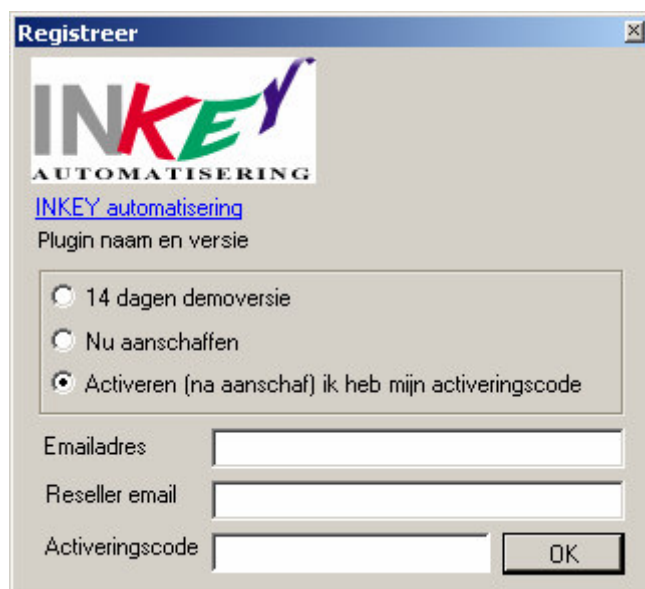 Registreer
INKEY
AUTOMATISERING
INKEY automatisering
Plugin naam en versie
14 dagen demoversie
Nu aanschaffen
Activeren (na aanschaf) ik heb mijn activeringscode
Emailadres
Reseller email
Activeringscode
OK